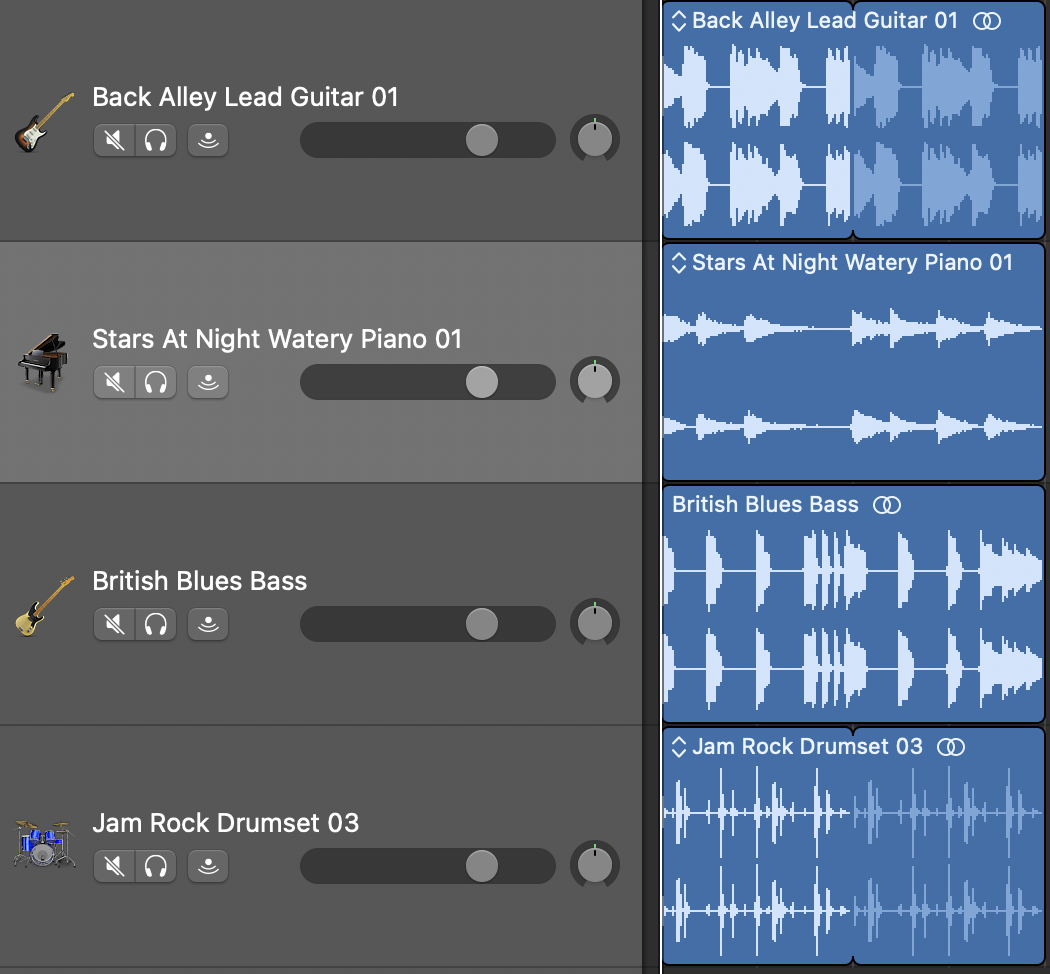 Back Alley Lead Guitar 01
Back Alley Lead Guitar 01
Stars At Night Watery Piano 01
Stars At Night Watery Piano 01
British Blues Bass
British Blues Bass
Jam Rock Drumset 03
Jam Rock Drumset 03